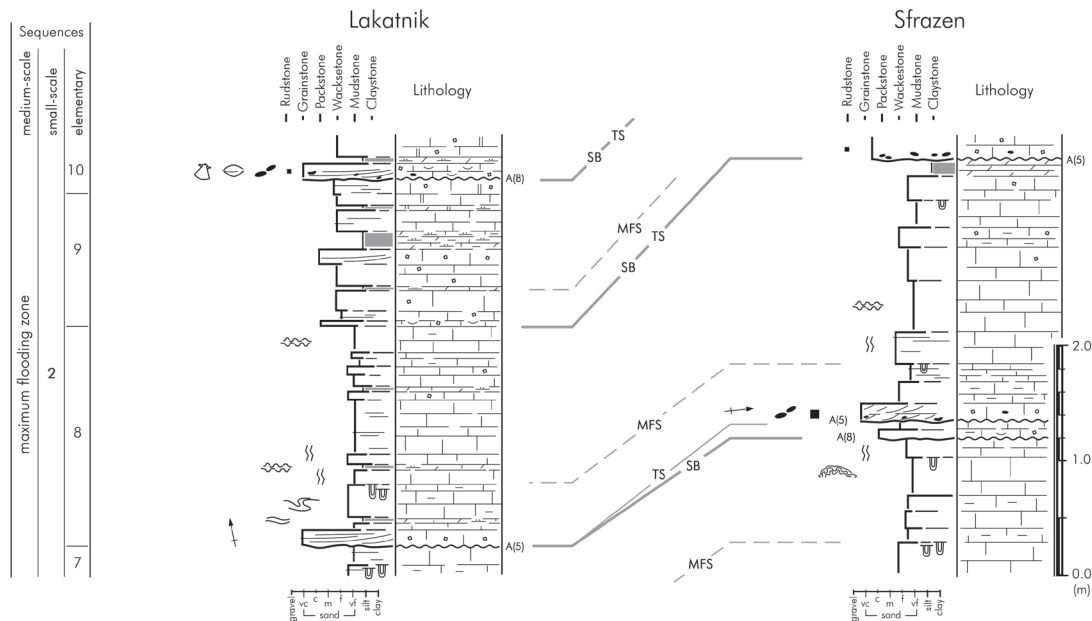 Lakatnik
Sfrazen
Sequences
medium-scale
small-scale
elementary
Rudstone
Grainstone
Packstone
Wacksetone
Mudstone
Claystone
Lithology
Rudstone
Grainstone
Packstone
Wackestone
Mudstone
Claystone
Lithology
maximum flooding zone
2
10
9
8
7
A(8)
A(5)
SB
TS
MFS
SB
TS
MFS
TS
SB
MFS
A(5)
A(5)
A(8)
2.0
1.0
0.0
(m)
gravel
vc
c
m
f
vf
silt
clay
sand
gravel
vc
c
m
f
vf
silt
clay
sand